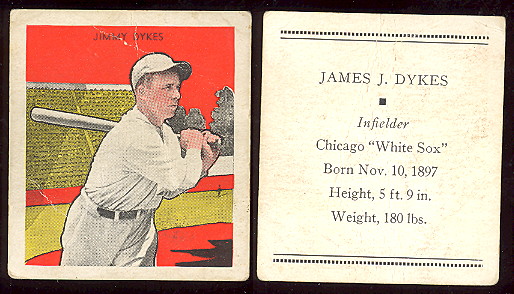 JIMMY DYKES
JAMES J. DYKES
Infielder
Chicago "White Sox"
Born Nov. 10, 1897
Height, 5 ft. 9 in.
Weight, 180 lbs.